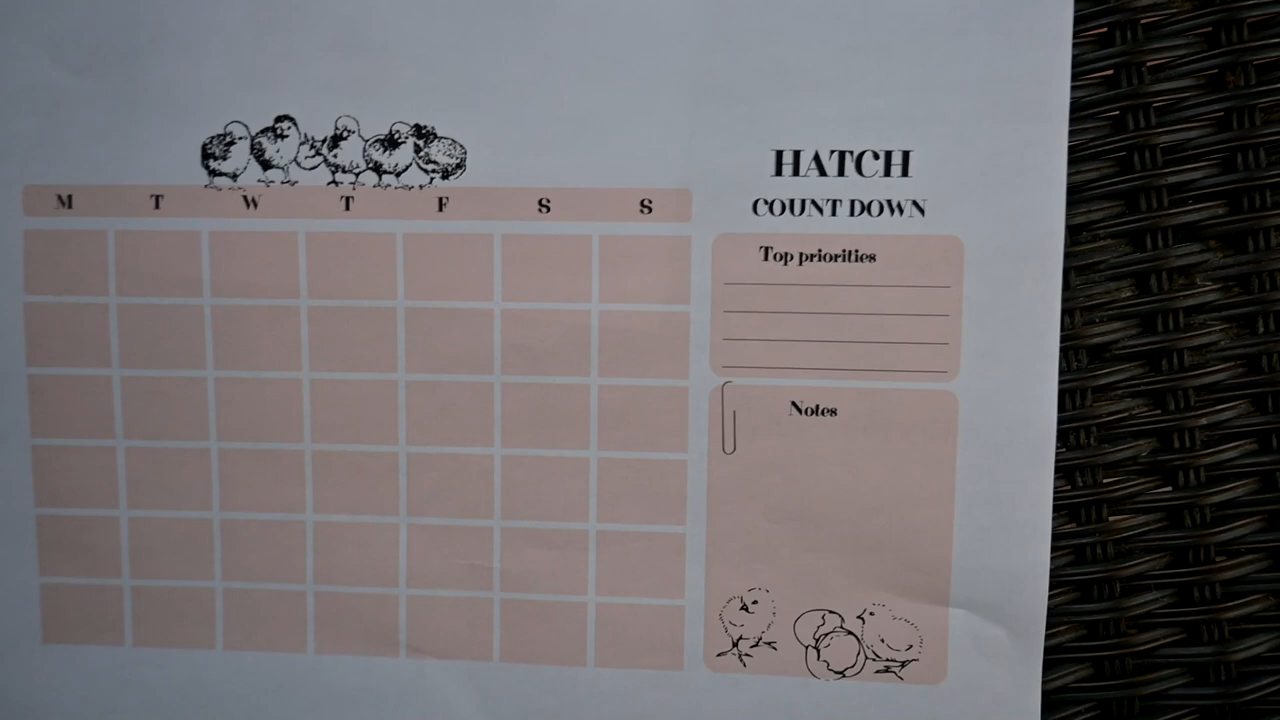 M T W T F S S
HATCH
COUNT DOWN
Top priorities
Notes